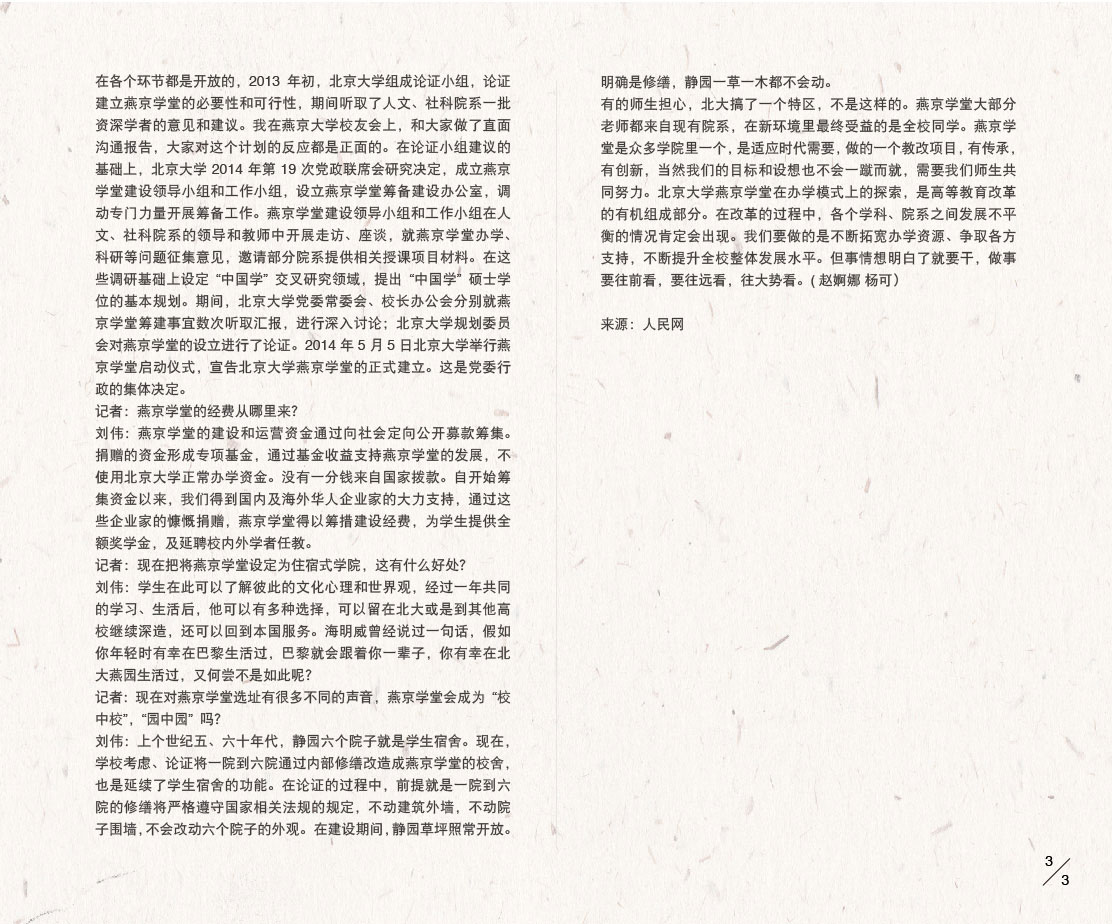 在各个环节都是开放的，2013 年初，北京大学组成论证小组，论证
建立燕京学堂的必要性和可行性，期间听取了人文、社科院系一批
资深学者的意见和建议。我在燕京大学校友会上，和大家做了直面
沟通报告，大家对这个计划的反应都是正面的。在论证小组建议的
基础上，北京大学 2014 年第 19 次党政联席会研究决定，成立燕京
学堂建设领导小组和工作小组，设立燕京学堂筹备建设办公室，调
动专门力量开展筹备工作。燕京学堂建设领导小组和工作小组在人
文、社科院系的领导和教师中开展走访、座谈，就燕京学堂办学、
科研等问题征集意见，邀请部分院系提供相关授课项目材料。在这
些调研基础上设定“中国学”交叉研究领域，提出“中国学”硕士学
位的基本规划。期间，北京大学党委常委会、校长办公会分别就燕
京学堂筹建事宜数次听取汇报，进行深入讨论；北京大学规划委员
会对燕京学堂的设立进行了论证。2014 年 5 月 5 日北京大学举行燕
京学堂启动仪式，宣告北京大学燕京学堂的正式建立。这是党委行
政的集体决定。
记者：燕京学堂的经费从哪里来？
刘伟：燕京学堂的建设和运营资金通过向社会定向公开募款筹集。
捐赠的资金形成专项基金，通过基金收益支持燕京学堂的发展，不
使用北京大学正常办学资金。没有一分钱来自国家拨款。自开始筹
集资金以来，我们得到国内及海外华人企业家的大力支持，通过这
些企业家的慷慨捐赠，燕京学堂得以筹措建设经费，为学生提供全
额奖学金，及延聘校内外学者任教。
记者：现在把将燕京学堂设定为住宿式学院，这有什么好处？
刘伟：学生在此可以了解彼此的文化心理和世界观，经过一年共同
的学习、生活后，他可以有多种选择，可以留在北大或是到其他高
校继续深造，还可以回到本国服务。海明威曾经说过一句话，假如
你年轻时有幸在巴黎生活过，巴黎就会跟着你一辈子，你有幸在北
大燕园生活过，又何尝不是如此呢？
记者：现在对燕京学堂选址有很多不同的声音，燕京学堂会成为“校
中校”，“园中园”吗？
刘伟：上个世纪五、六十年代，静园六个院子就是学生宿舍。现在，
学校考虑、论证将一院到六院通过内部修缮改造成燕京学堂的校舍，
也是延续了学生宿舍的功能。在论证的过程中，前提就是一院到六
院的修缮将严格遵守国家相关法规的规定，不动建筑外墙，不动院
子围墙，不会改动六个院子的外观。在建设期间，静园草坪照常开放。
明确是修缮，静园一草一木都不会动。
有的师生担心，北大搞了一个特区，不是这样的。燕京学堂大部分
老师都来自现有院系，在新环境里最终受益的是全校同学。燕京学
堂是众多学院里一个，是适应时代需要，做的一个教改项目，有传承，
有创新，当然我们的目标和设想也不会一蹴而就，需要我们师生共
同努力。北京大学燕京学堂在办学模式上的探索，是高等教育改革
的有机组成部分。在改革的过程中，各个学科、院系之间发展不平
衡的情况肯定会出现。我们要做的是不断拓宽办学资源、争取各方
支持，不断提升全校整体发展水平。但事情想明白了就要干，做事
要往前看，要往远看，往大势看。( 赵婀娜 杨可）
来源：人民网
3/3